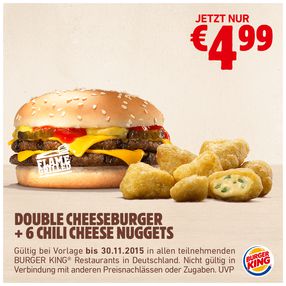 JETZT NUR
€4.99
FLAME
GRILLED
DOUBLE CHEESEBURGER
+ 6 CHILI CHEESE NUGGETS
Gültig bei Vorlage bis 30.11.2015 in allen teilnehmenden
BURGER KING® Restaurants in Deutschland. Nicht gültig in
Verbindung mit anderen Preisnachlässen oder Zugaben. UVP
BURGER
KING